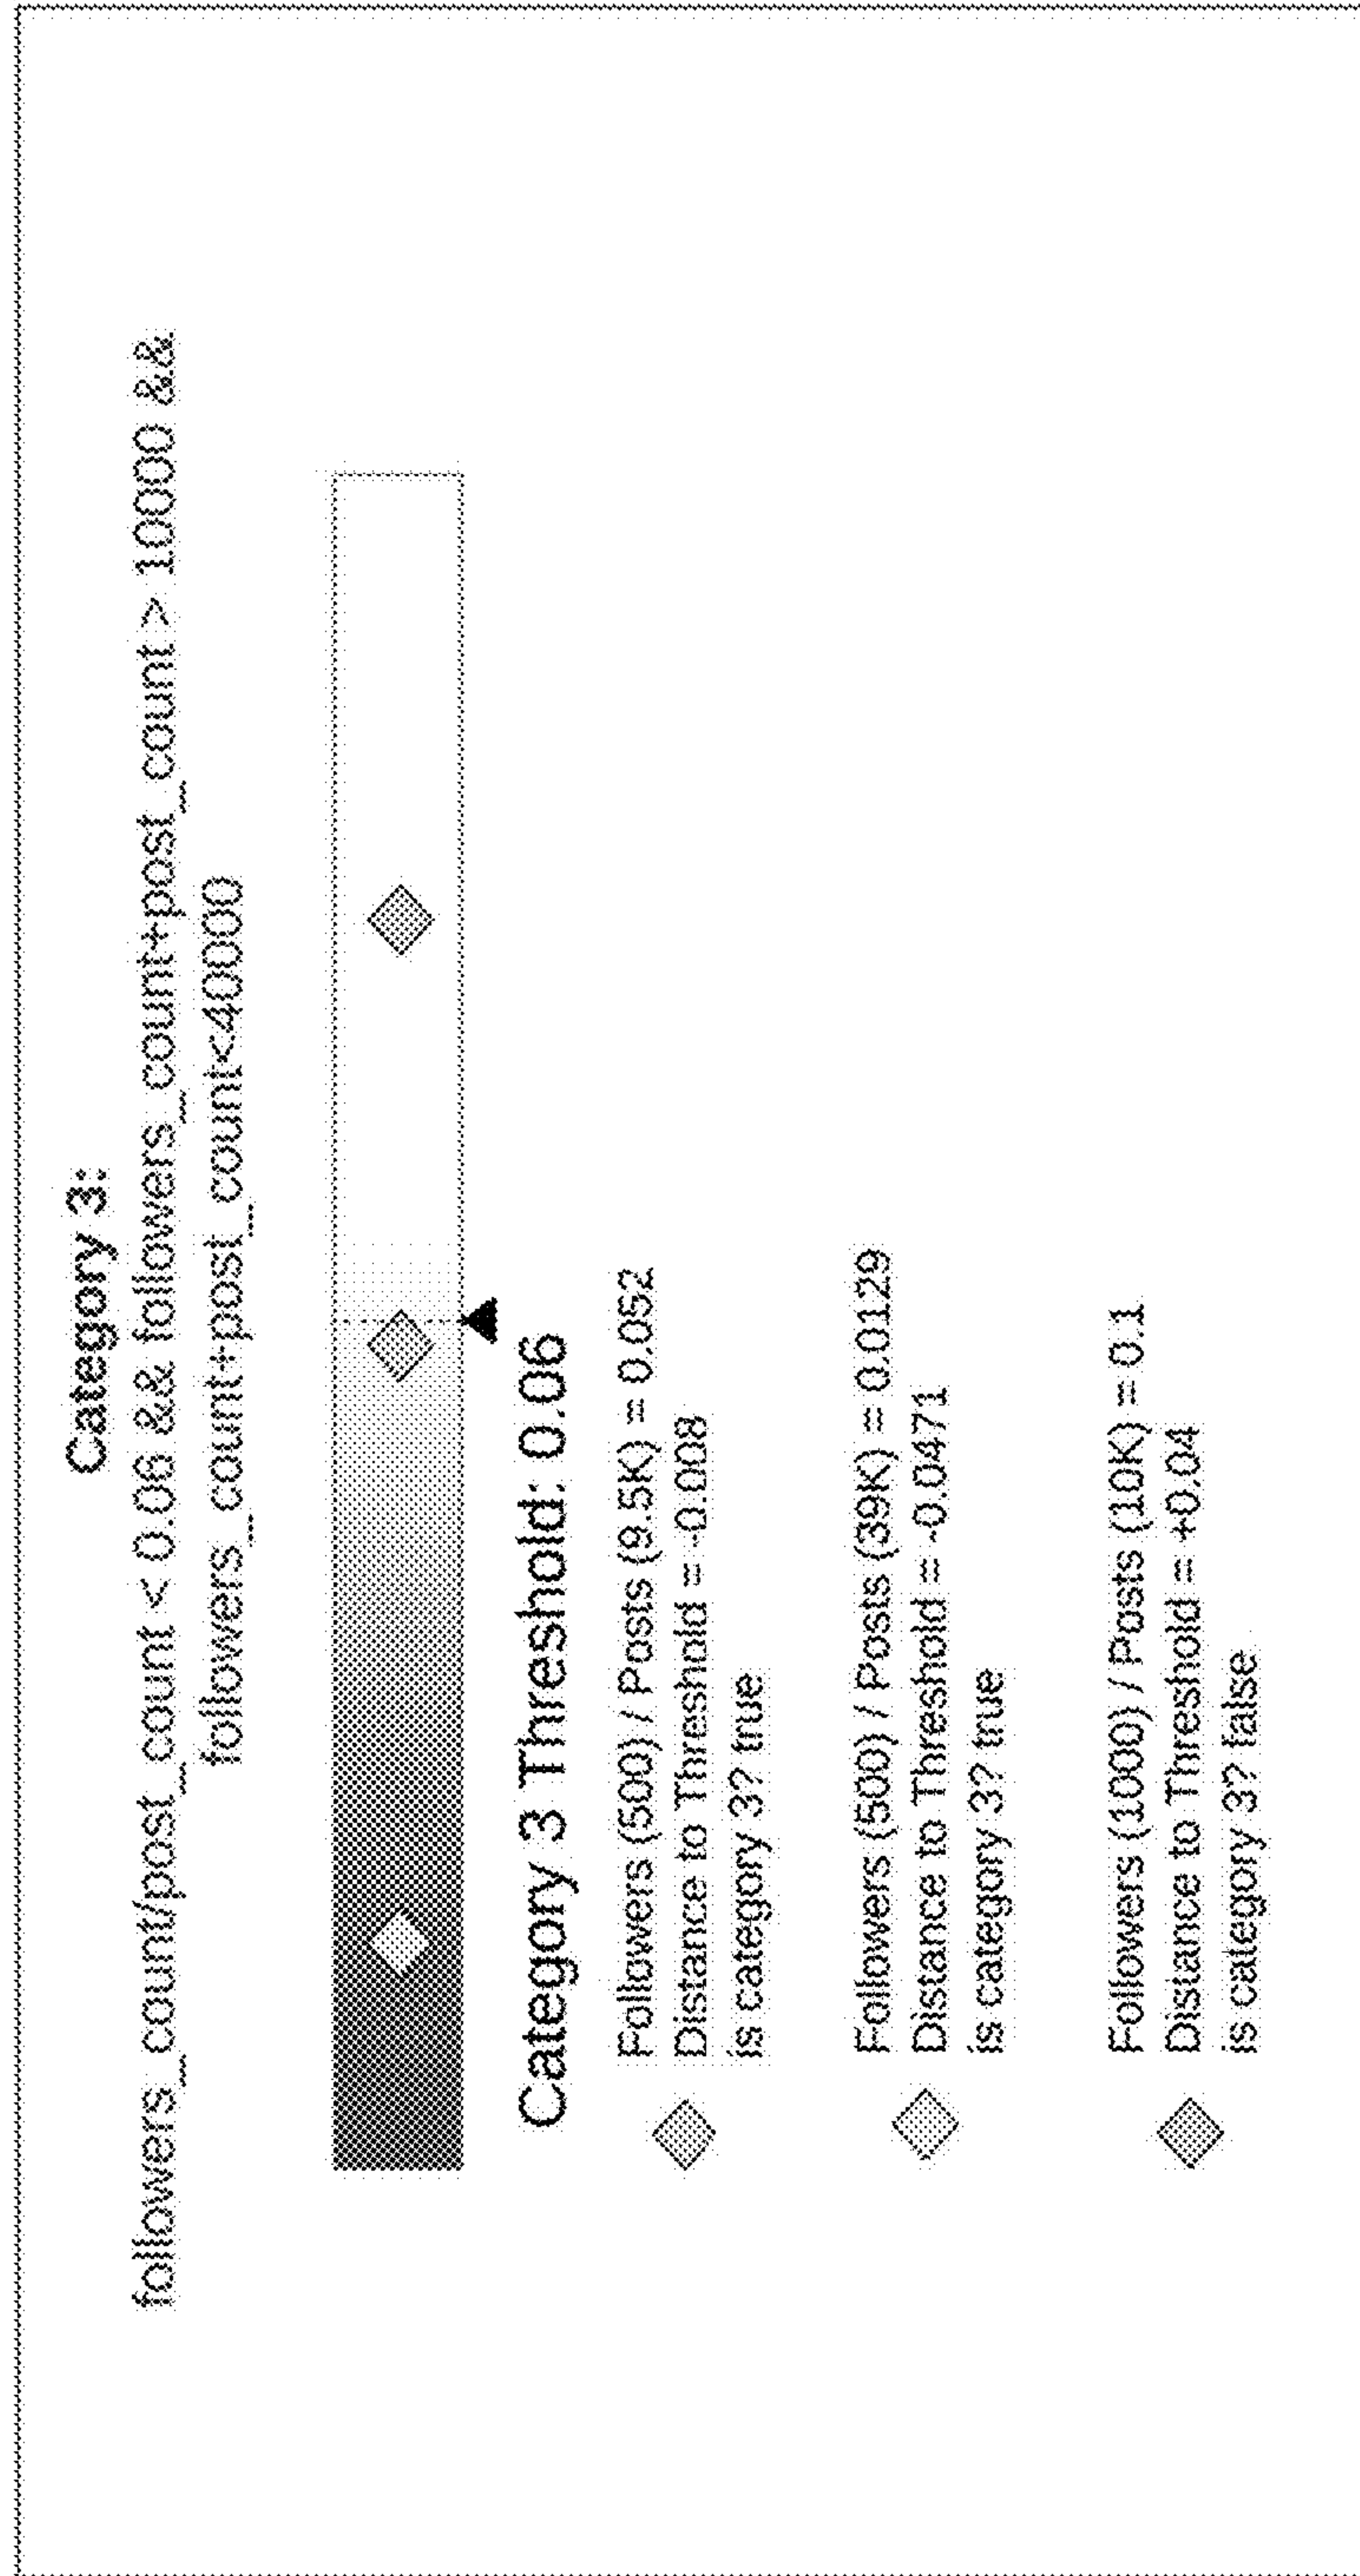 Category 3:
followers_count/post_count < 0.06 && followers_count+post_count > 1000 &&
followers_count+post_count<40000
Category 3 Threshold: 0.06
Followers (500) / Posts (9.5K) = 0.052
Distance to Threshold = -0.008
is category 3? true
Followers (500) / Posts (39K) = 0.0129
Distance to Threshold = -0.0471
is category 3? true
Followers (1000) / Posts (10K) = 0.1
Distance to Threshold = +0.04
is category 3? false